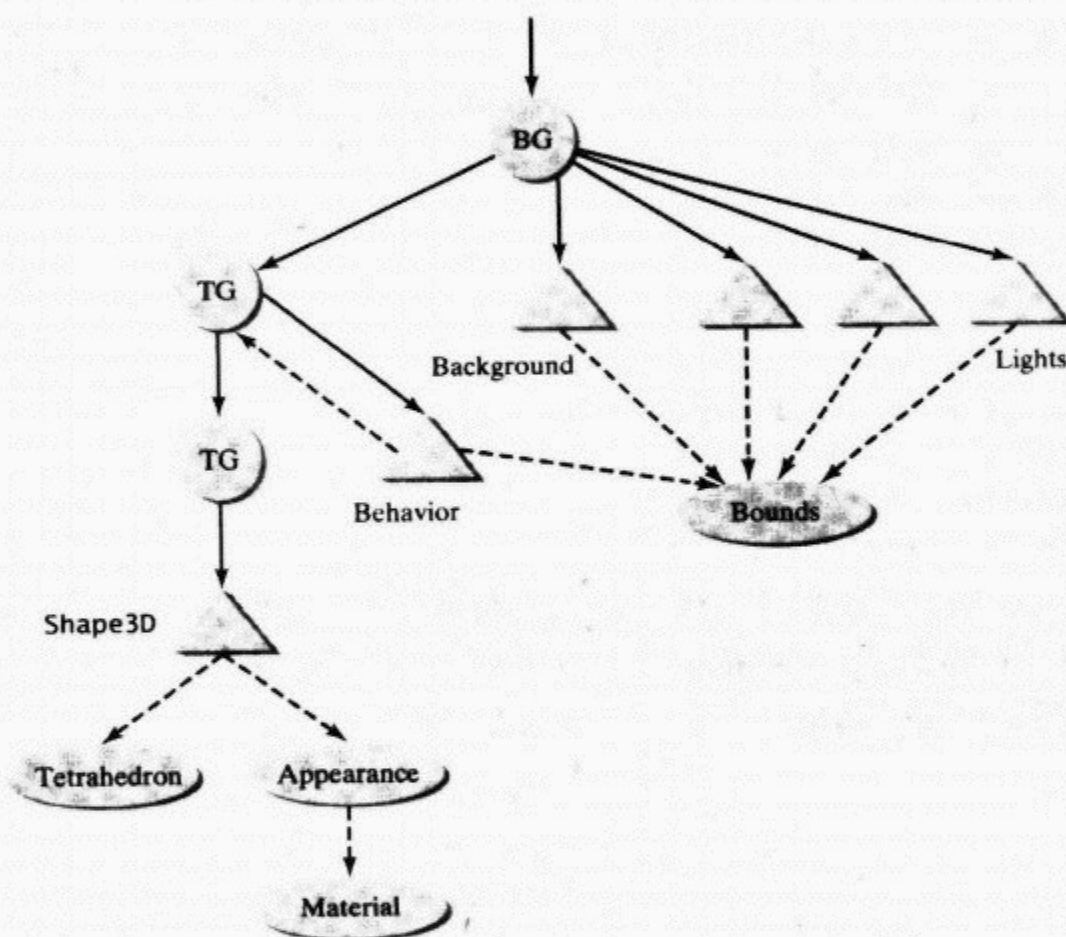 BG
TG
Background
Lights
TG
Behavior
Bounds
Shape3D
Tetrahedron
Appearance
Material